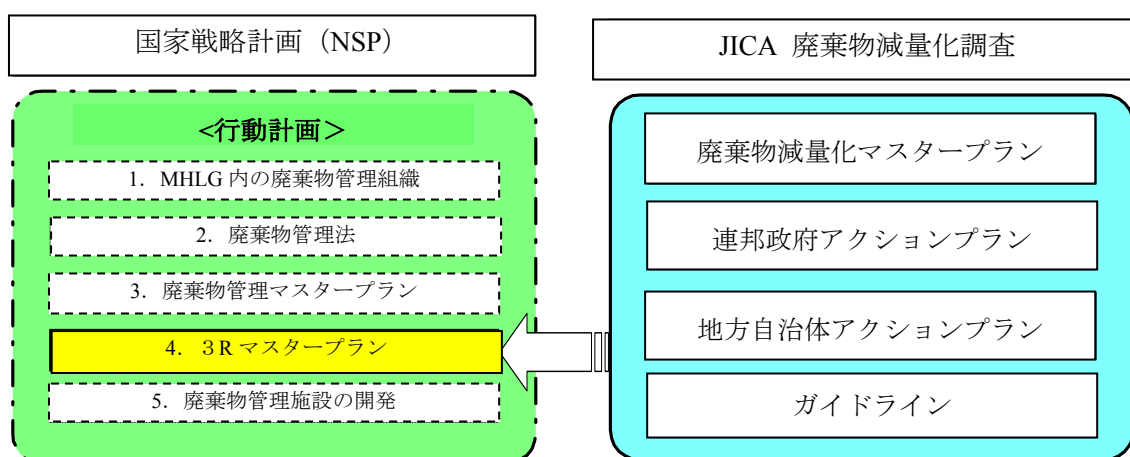 国家戦略計画（NSP）
<行動計画＞
1．MHLG 内の廃棄物管理組織
2．廃棄物管理法
3．廃棄物管理マスタープラン
4．３R マスタープラン
5．廃棄物管理施設の開発
JICA 廃棄物減量化調査
廃棄物減量化マスタープラン
連邦政府アクションプラン
地方自治体アクションプラン
ガイドライン